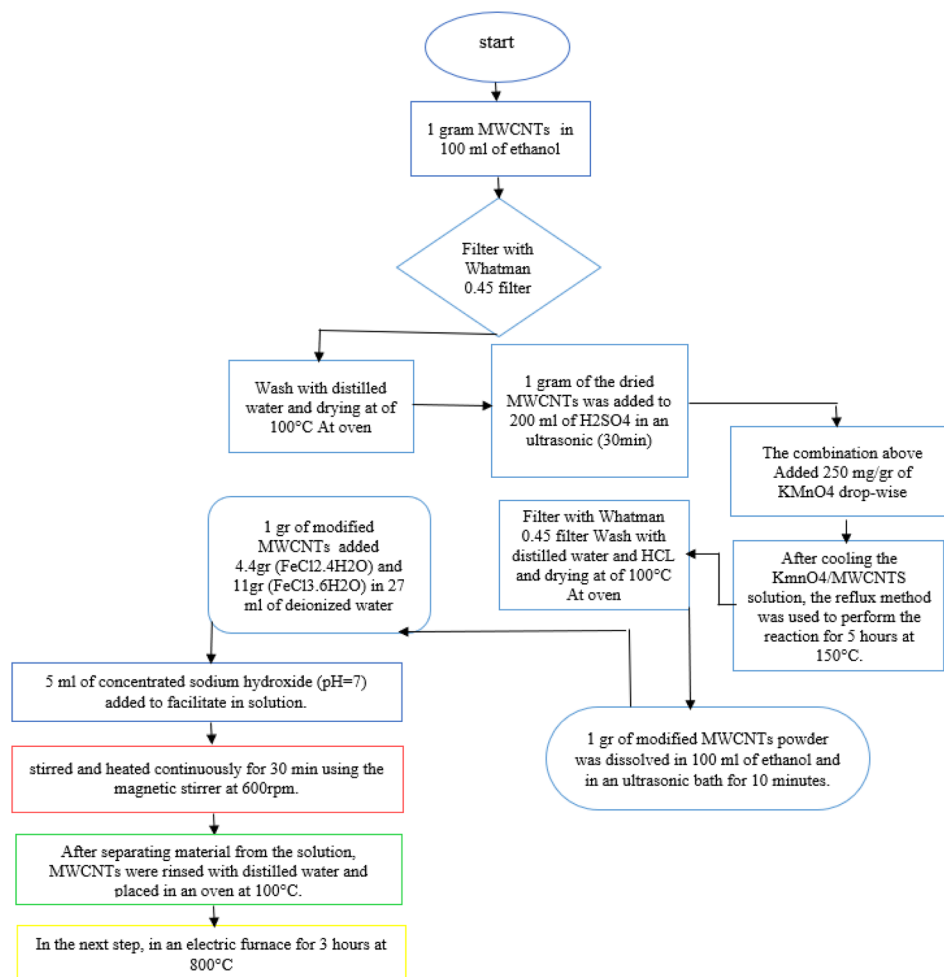 start
1 gram MWCNTs in
100 ml of ethanol
Filter with
Whatman
0.45 filter
Wash with distilled
water and drying at of
100°C At oven
1 gram of the dried
MWCNTs was added to
200 ml of H2SO4 in an
ultrasonic (30min)
The combination above
Added 250 mg/gr of
KMnO4 drop-wise
After cooling the
KmnO4/MWCNTS
solution, the reflux method
was used to perform the
reaction for 5 hours at
150°C.
Filter with Whatman
0.45 filter Wash with
distilled water and HCL
and drying at of 100°C
At oven
1 gr of modified MWCNTs powder
was dissolved in 100 ml of ethanol and
in an ultrasonic bath for 10 minutes.
1 gr of modified
MWCNTs added
4.4gr (FeCl2.4H2O) and
11gr (FeCl3.6H2O) in 27
ml of deionized water
5 ml of concentrated sodium hydroxide (pH=7)
added to facilitate in solution.
stirred and heated continuously for 30 min using the
magnetic stirrer at 600rpm.
After separating material from the solution,
MWCNTs were rinsed with distilled water and
placed in an oven at 100°C.
In the next step, in an electric furnace for 3 hours at
800°C